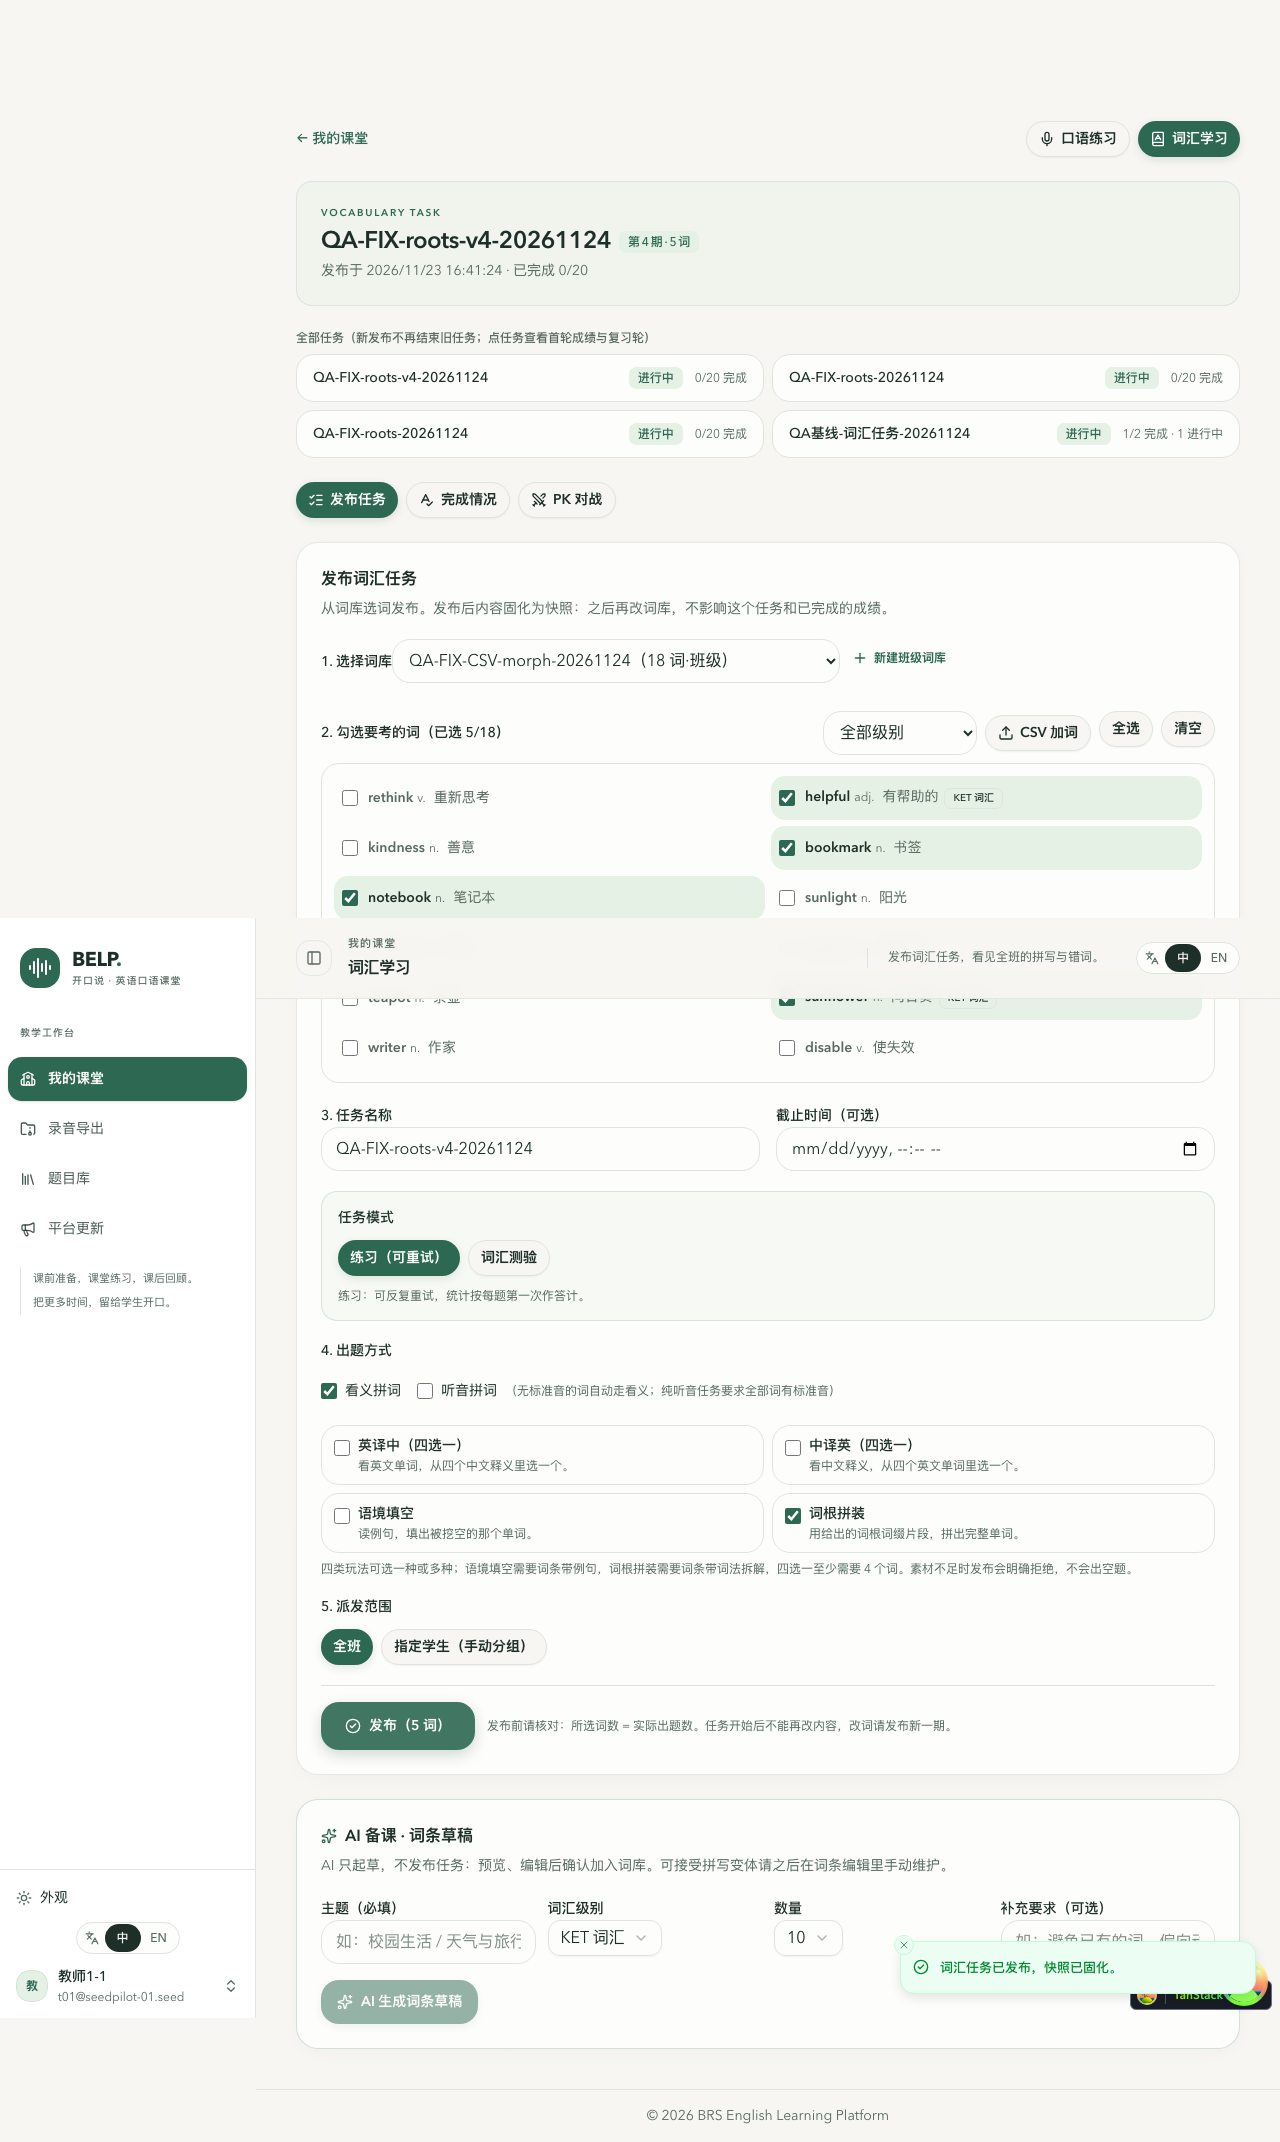 ← 我的课堂
口语练习
词汇学习
VOCABULARY TASK
QA-FIX-roots-v4-20261124 第4期·5词
发布于 2026/11/23 16:41:24 · 已完成 0/20
全部任务（新发布不再结束旧任务；点任务查看首轮成绩与复习轮）
QA-FIX-roots-v4-20261124 进行中 0/20 完成
QA-FIX-roots-20261124 进行中 0/20 完成
QA-FIX-roots-20261124 进行中 0/20 完成
QA基线-词汇任务-20261124 进行中 1/2 完成 · 1 进行中
发布任务
完成情况
PK 对战
发布词汇任务
从词库选词发布。发布后内容固化为快照：之后再改词库，不影响这个任务和已完成的成绩。
1. 选择词库
QA-FIX-CSV-morph-20261124（18 词·班级）
新建班级词库
2. 勾选要考的词（已选 5/18）
全部级别
CSV 加词
全选
清空
rethink v. 重新思考
helpful adj. 有帮助的 KET 词汇
kindness n. 善意
bookmark n. 书签
notebook n. 笔记本
sunlight n. 阳光
BELP.
开口说 · 英语口语课堂
我的课堂
词汇学习
发布词汇任务，看见全班的拼写与错词。
中
EN
teapot n.
sunflower n.
writer n. 作家
disable v. 使失效
教学工作台
我的课堂
录音导出
题目库
平台更新
课前准备，课堂练习，课后回顾。
把更多时间，留给学生开口。
3. 任务名称
截止时间（可选）
QA-FIX-roots-v4-20261124
mm/dd/yyyy, --:-- --
任务模式
练习（可重试）
词汇测验
练习：可反复重试，统计按每题第一次作答计。
4. 出题方式
看义拼词
听音拼词
（无标准音的词自动走看义；纯听音任务要求全部词有标准音）
英译中（四选一）
看英文单词，从四个中文释义里选一个。
中译英（四选一）
看中文释义，从四个英文单词里选一个。
语境填空
读例句，填出被挖空的那个单词。
词根拼装
用给出的词根词缀片段，拼出完整单词。
四类玩法可选一种或多种；语境填空需要词条带例句，词根拼装需要词条带词法拆解，四选一至少需要 4 个词。素材不足时发布会明确拒绝，不会出空题。
5. 派发范围
全班
指定学生（手动分组）
发布（5 词）
发布前请核对：所选词数 = 实际出题数。任务开始后不能再改内容，改词请发布新一期。
AI 备课 · 词条草稿
AI 只起草，不发布任务：预览、编辑后确认加入词库。可接受拼写变体请之后在词条编辑里手动维护。
主题（必填）
词汇级别
数量
补充要求（可选）
如：校园生活 / 天气与旅行
KET 词汇
10
AI 生成词条草稿
词汇任务已发布，快照已固化。
TanStack
外观
中
EN
教
教师1-1
t01@seedpilot-01.seed
© 2026 BRS English Learning Platform